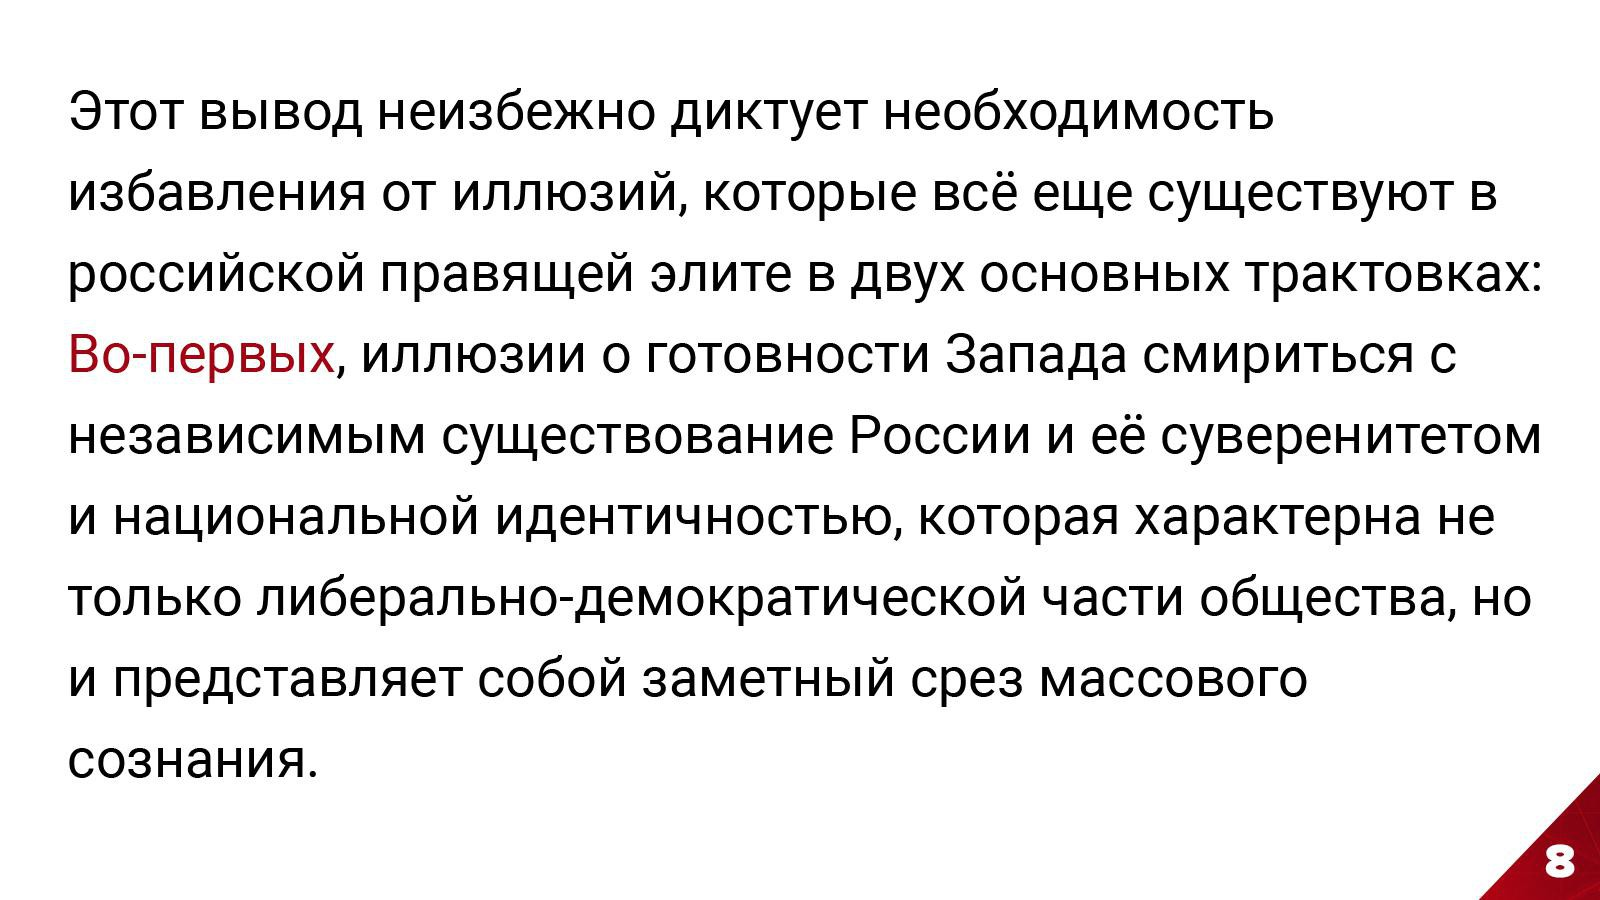 Этот вывод неизбежно диктует необходимость
избавления от иллюзий, которые всё еще существуют в
российской правящей элите в двух основных трактовках:
Во-первых, иллюзии о готовности Запада смириться с
независимым существование России и её суверенитетом
и национальной идентичностью, которая характерна не
только либерально-демократической части общества, но
и представляет собой заметный срез массового
сознания.
8